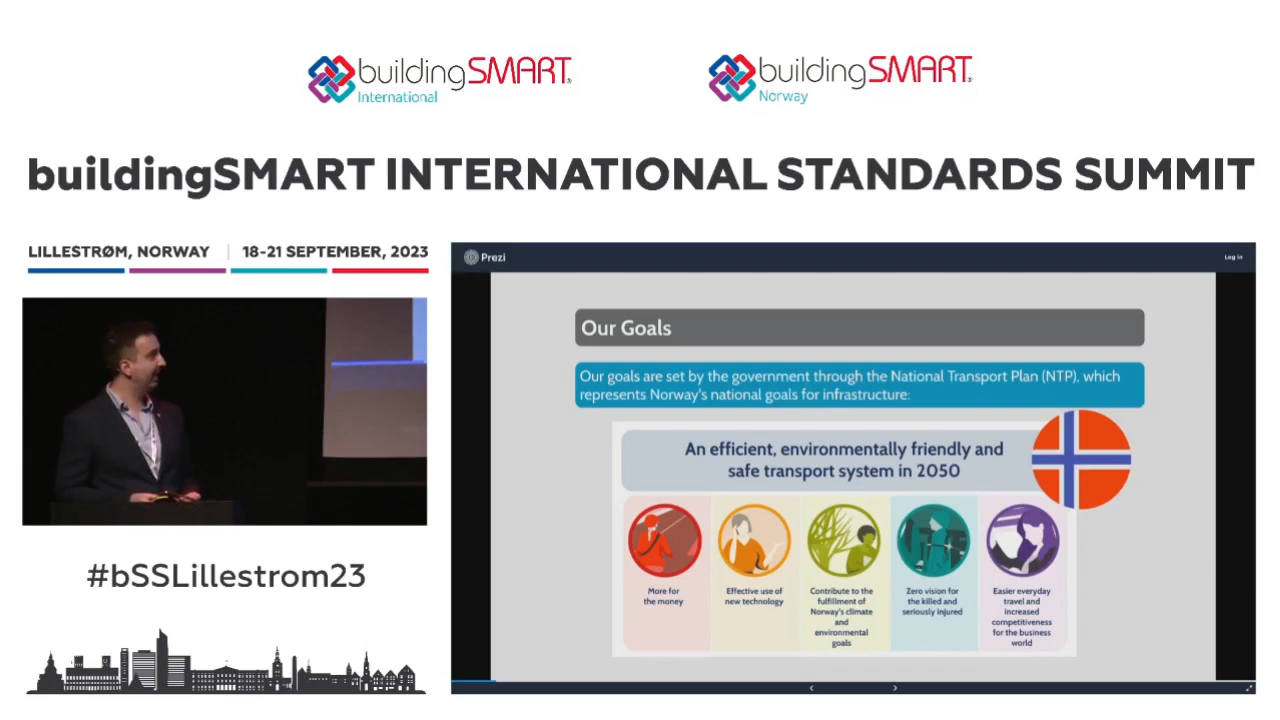 buildingSMART®
International
buildingSMART®
Norway
buildingSMART INTERNATIONAL STANDARDS SUMMIT
LILLESTRØM, NORWAY | 18-21 SEPTEMBER, 2023
Prezi
Log in
Our Goals
Our goals are set by the government through the National Transport Plan (NTP), which
represents Norway's national goals for infrastructure:
An efficient, environmentally friendly and
safe transport system in 2050
More for
the money
Effective use of
new technology
Contribute to the
fulfillment of
Norway's climate
and
environmental
goals
Zero vision for
the killed and
seriously injured
Easier everyday
travel and
increased
competitiveness
for the business
world
#bSSLillestrom23